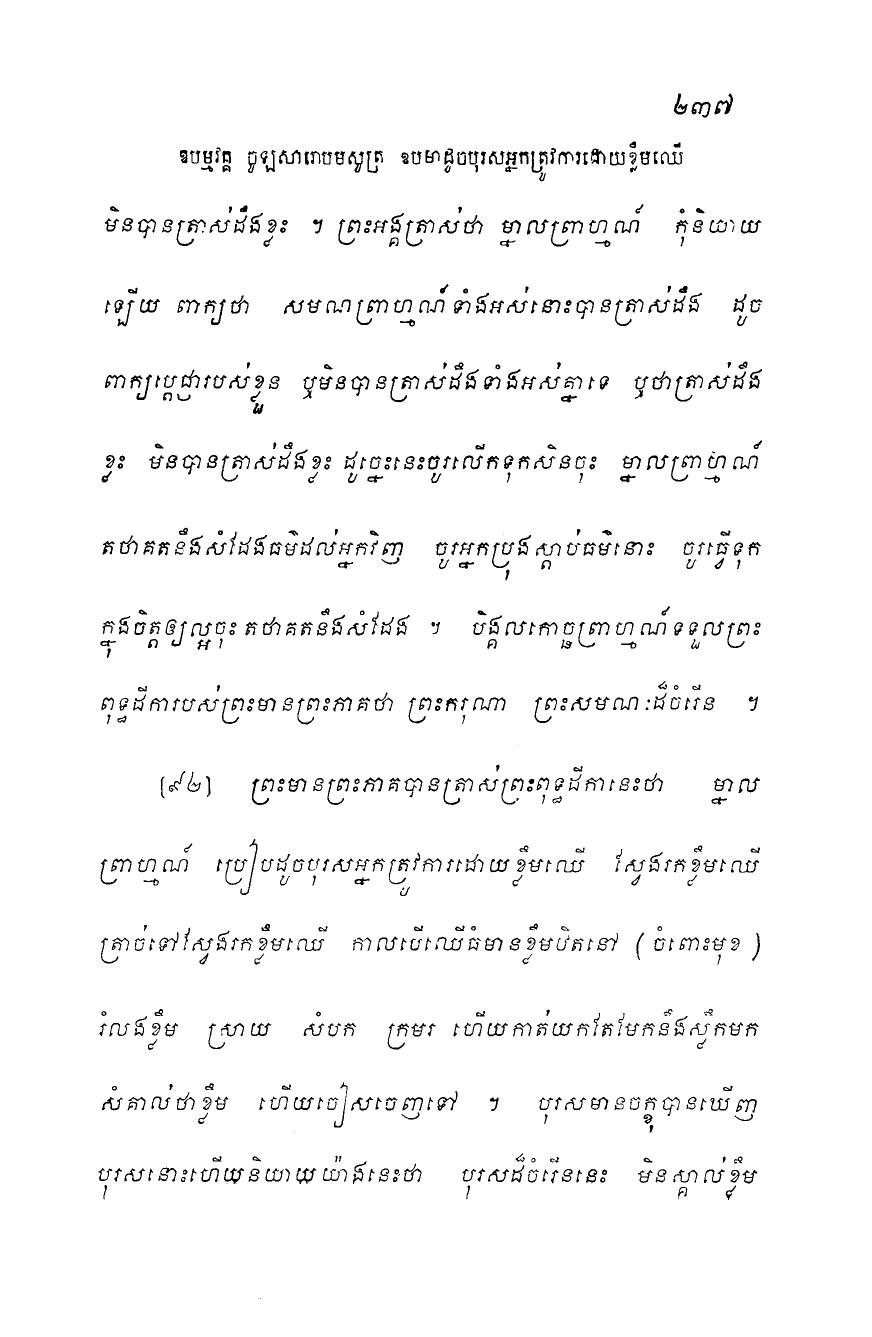 ២៣៧
ឧបម្មវគ្គ ចូឡសារោបមសូត្រ ឧបមាដូចបុរសអ្នកត្រូវការដោយខ្លឹមឈើ
មិនបានត្រាស់ដឹងខ្លះ ។ ព្រះអង្គត្រាស់ថា ម្នាលព្រាហ្មណ៍ កុំនិយាយ
ឡើយ ពាក្យថា សមណព្រាហ្មណ៍ទាំងអស់នោះបានត្រាស់ដឹង ដូច
ពាក្យប្តេជ្ញារបស់ខ្លួន ឬមិនបានត្រាស់ដឹងទាំងអស់គ្នាទេ ឬថាត្រាស់ដឹង
ខ្លះ មិនបានត្រាស់ដឹងខ្លះ ដូច្នេះនេះចូរលើកទុកសិនចុះ ម្នាលព្រាហ្មណ៍
តថាគតនឹងសំដែងធម៌ដល់អ្នកវិញ ចូរអ្នកប្រុងស្តាប់ធម៌នោះ ចូរធ្វើទុក
ក្នុងចិត្តឲ្យល្អចុះ តថាគតនឹងសំដែង ។ បិង្គលកោច្ឆព្រាហ្មណ៍ទទួលព្រះ
ពុទ្ធដីការបស់ព្រះមានព្រះភាគថា ព្រះករុណា ព្រះសមណៈដ៏ចំរើន ។
[៩២] ព្រះមានព្រះភាគបានត្រាស់ព្រះពុទ្ធដីកានេះថា ម្នាល
ព្រាហ្មណ៍ ប្រៀបដូចបុរសអ្នកត្រូវការដោយខ្លឹមឈើ ស្វែងរកខ្លឹមឈើ
ត្រាច់ទៅស្វែងរកខ្លឹមឈើ កាលបើឈើធំមានខ្លឹមឋិតនៅ (ចំពោះមុខ)
រំលងខ្លឹម ស្រាយ សំបក ក្រមរ ហើយកាត់យកតែមែកនឹងស្លឹកមក
សំគាល់ថាខ្លឹម ហើយចៀសចេញទៅ ។ បុរសមានចក្ខុបានឃើញ
បុរសនោះហើយនិយាយយ៉ាងនេះថា បុរសដ៏ចំរើននេះ មិនស្គាល់ខ្លឹម